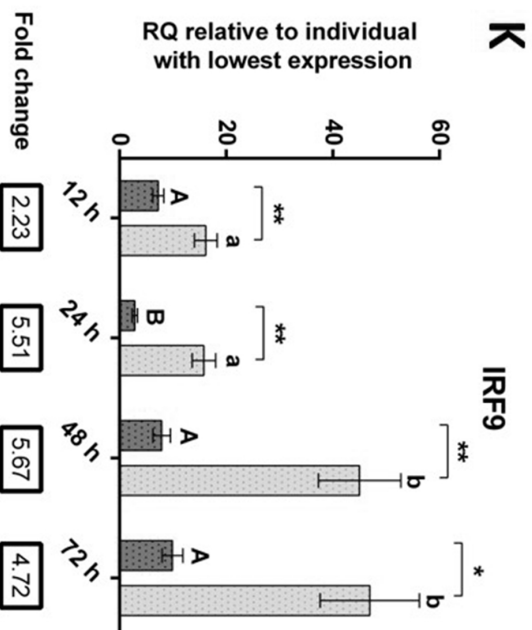 K
IRF9
RQ relative to individual
with lowest expression
60
40
20
0
** ** ** *
A a B a A b A b
12 h 24 h 48 h 72 h
Fold change 2.23 5.51 5.67 4.72